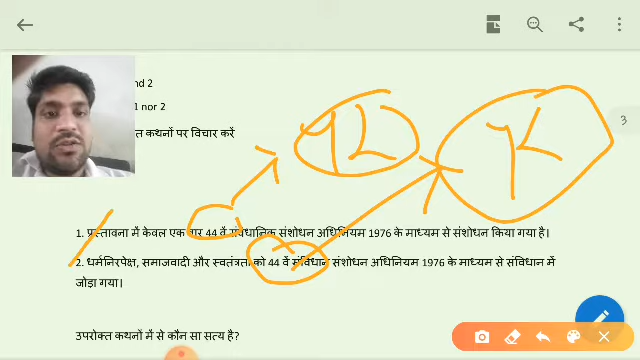 nd 2
1 nor 2
त कथनों पर विचार करें
3
42
1. प्रस्तावना में केवल एक बार 44 वें संवैधानिक संशोधन अधिनियम 1976 के माध्यम से संशोधन किया गया है।
2. धर्मनिरपेक्ष, समाजवादी और स्वतंत्रता को 44 वें संविधान संशोधन अधिनियम 1976 के माध्यम से संविधान में
जोड़ा गया।
उपरोक्त कथनों में से कौन सा सत्य है?